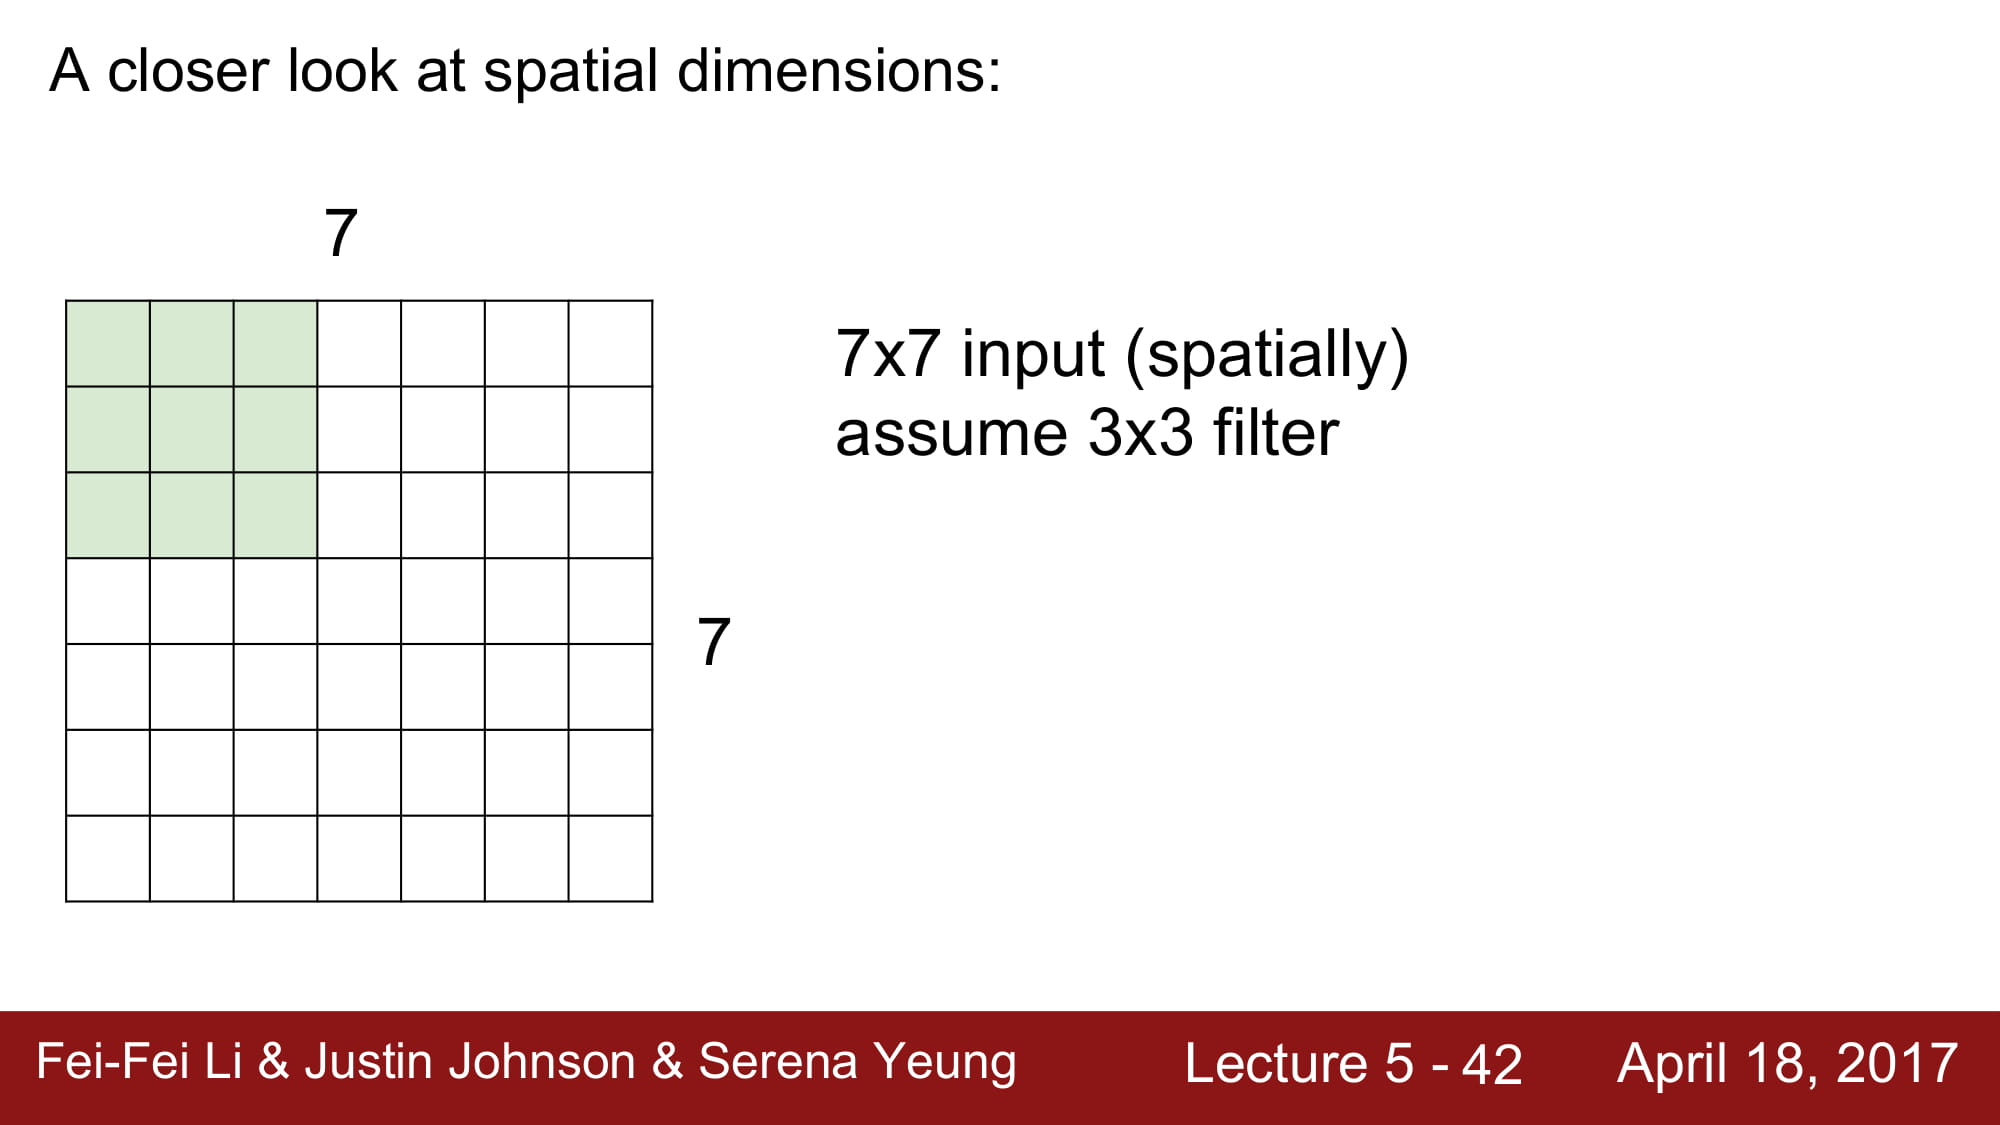 A closer look at spatial dimensions:
7
7x7 input (spatially)
assume 3x3 filter
7
Fei-Fei Li & Justin Johnson & Serena Yeung
Lecture 5 - 42
April 18, 2017